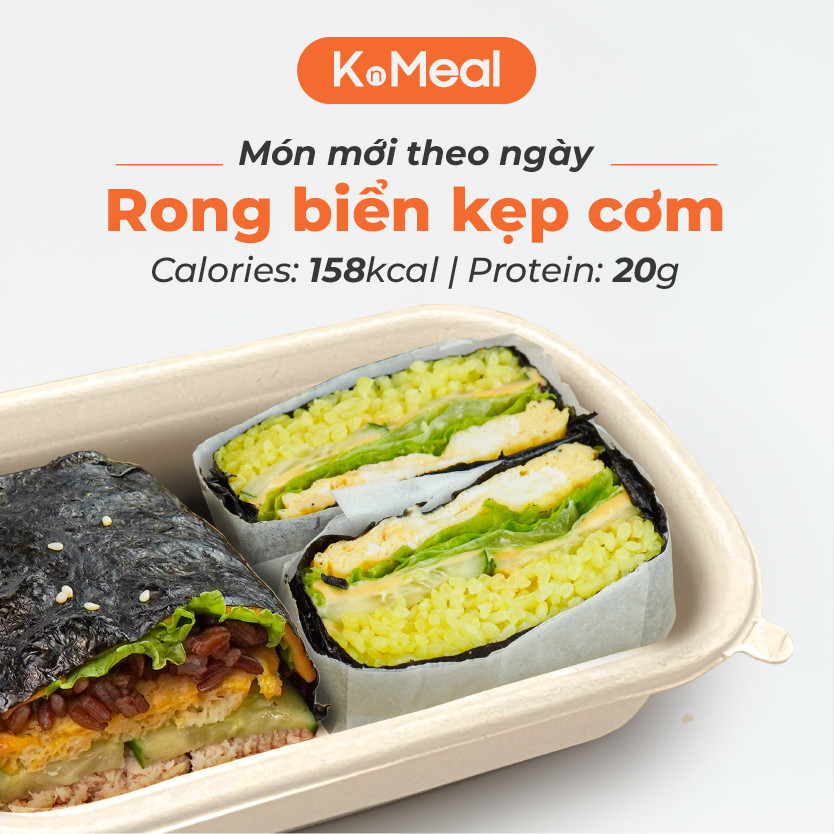 KnMeal
Món mới theo ngày
Rong biển kẹp cơm
Calories: 158kcal | Protein: 20g